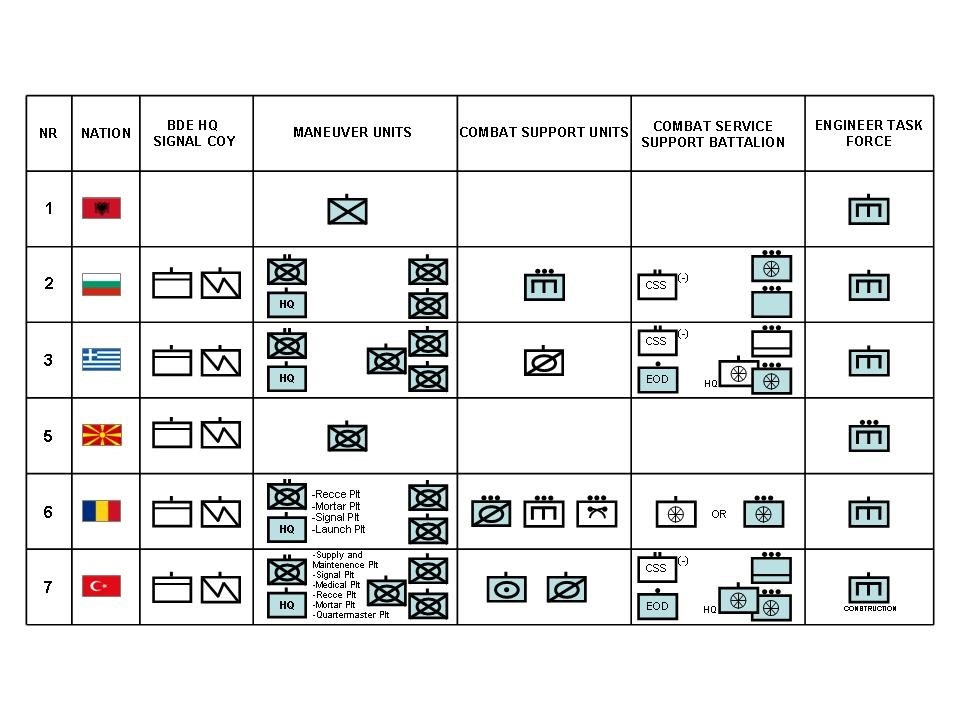 NR
NATION
BDE HQ
SIGNAL COY
MANEUVER UNITS
COMBAT SUPPORT UNITS
COMBAT SERVICE
SUPPORT BATTALION
ENGINEER TASK
FORCE
1
2
HQ
CSS
(-)
3
HQ
CSS
(-)
EOD
HQ
5
6
HQ
-Recce Plt
-Mortar Plt
-Signal Plt
-Launch Plt
OR
7
HQ
-Supply and
Maintenence Plt
-Signal Plt
-Medical Plt
-Recce Plt
-Mortar Plt
-Quartermaster Plt
CSS
(-)
EOD
HQ
CONSTRUCTION